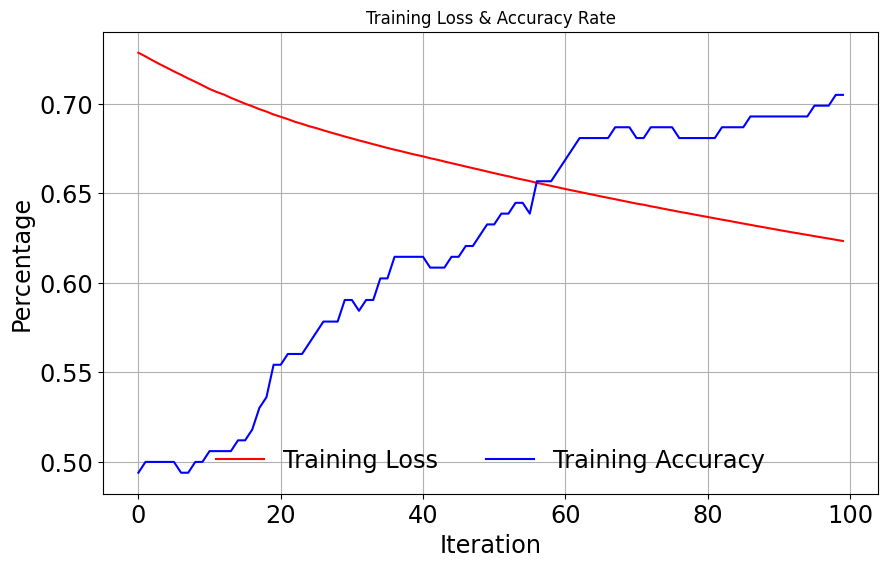 Training Loss & Accuracy Rate
Percentage
0.70
0.65
0.60
0.55
0.50
Training Loss
Training Accuracy
0 20 40 60 80 100
Iteration